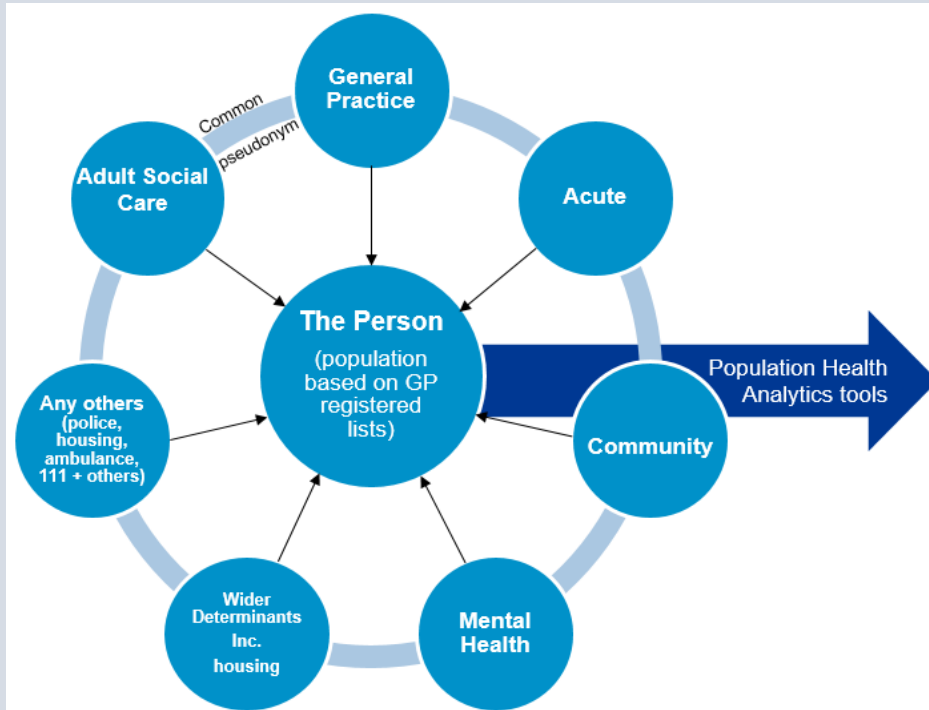 General
Practice
Common
pseudonym
Adult Social
Care
Acute
The Person
(population
based on GP
registered
lists)
Population Health
Analytics tools
Any others
(police,
housing,
ambulance,
111 + others)
Community
Wider
Determinants
Inc.
housing
Mental
Health